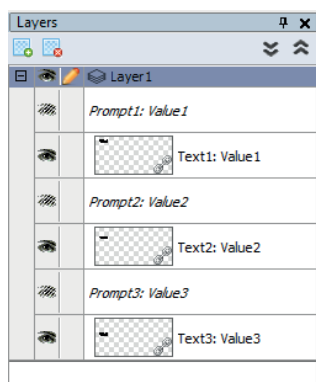 Layers
Layer1
Prompt1: Value1
Text1: Value1
Prompt2: Value2
Text2: Value2
Prompt3: Value3
Text3: Value3